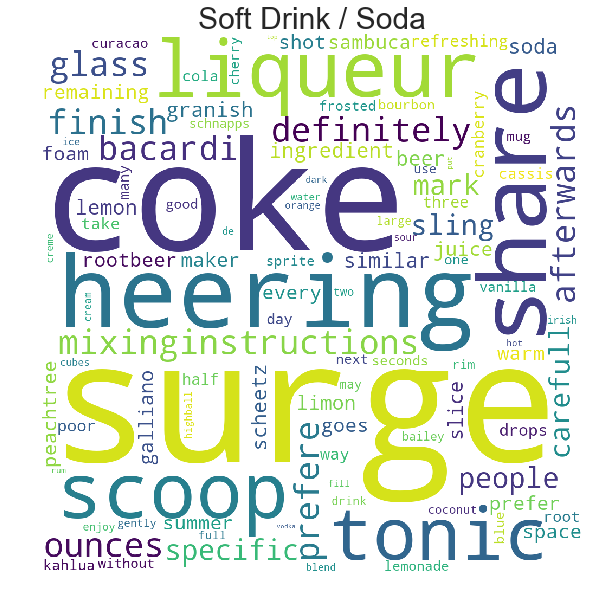 Soft Drink / Soda
curacao
liqueur
shot
sambuca
refreshing
soda
glass
cola
cherry
remaining
granish
frosted
bourbon
cranberry
share
finish
schnapps
definitely
ice
bacardi
ingredient
beer
mug
foam
many
coke
dark
use
mark
cassis
afterwards
lemon
good
water
orange
large
three
take
de
sour
sling
juice
rootbeer
maker
sprite
similar
one
creme
heering
every
two
vanilla
cream
day
irish
mixinginstructions
hot
cubes
next
seconds
rim
warm
surge
half
may
peachtree
galliano
highball
scheetz
limon
slice
carefull
poor
goes
bailey
drops
way
rum
scoop
fill
people
prefere
drink
coconut
prefer
enjoy
gently
summer
tonic
blue
root
full
vodka
space
ounces
specific
kahlua
without
blend
lemonade